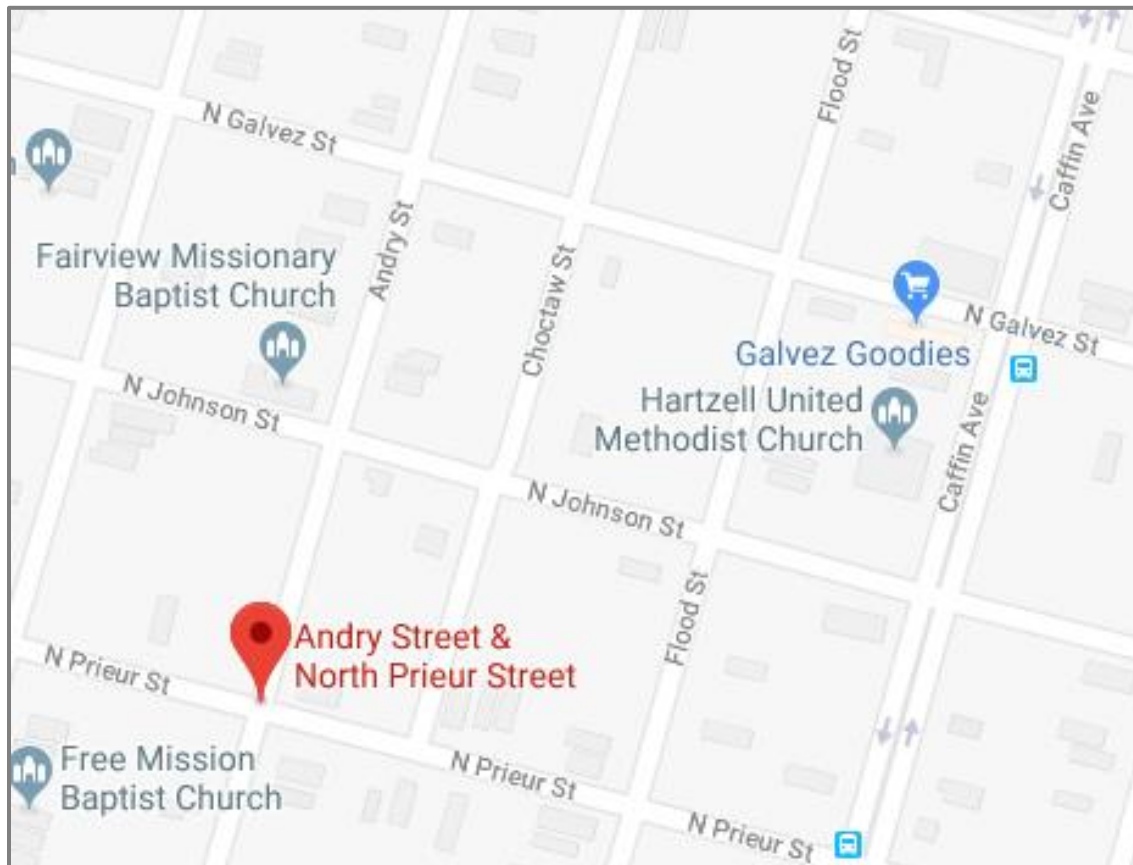 Flood St
Caffin Ave
N Galvez St
Andry St
Fairview Missionary
Baptist Church
Choctaw St
N Galvez St
Galvez Goodies
N Johnson St
Hartzell United
Methodist Church
Caffin Ave
N Johnson St
Flood St
Andry Street &
North Prieur Street
N Prieur St
Free Mission
Baptist Church
N Prieur St
N Prieur St